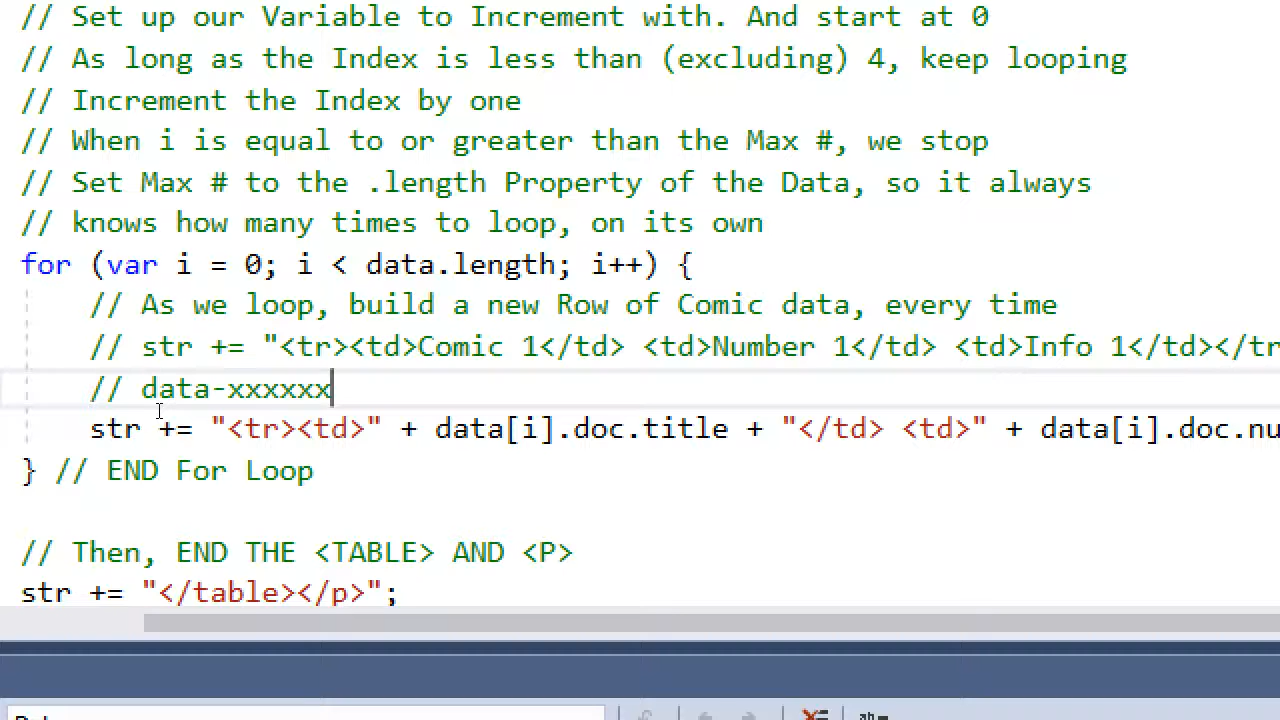 // Set up our Variable to Increment with. And start at 0
// As long as the Index is less than (excluding) 4, keep looping
// Increment the Index by one
// When i is equal to or greater than the Max #, we stop
// Set Max # to the .length Property of the Data, so it always
// knows how many times to loop, on its own
for (var i = 0; i < data.length; i++) {
// As we loop, build a new Row of Comic data, every time
// str += "<tr><td>Comic 1</td> <td>Number 1</td> <td>Info 1</td></tr
// data-xxxxxx
str += "<tr><td>" + data[i].doc.title + "</td> <td>" + data[i].doc.nu
} // END For Loop
// Then, END THE <TABLE> AND <P>
str += "</table></p>";